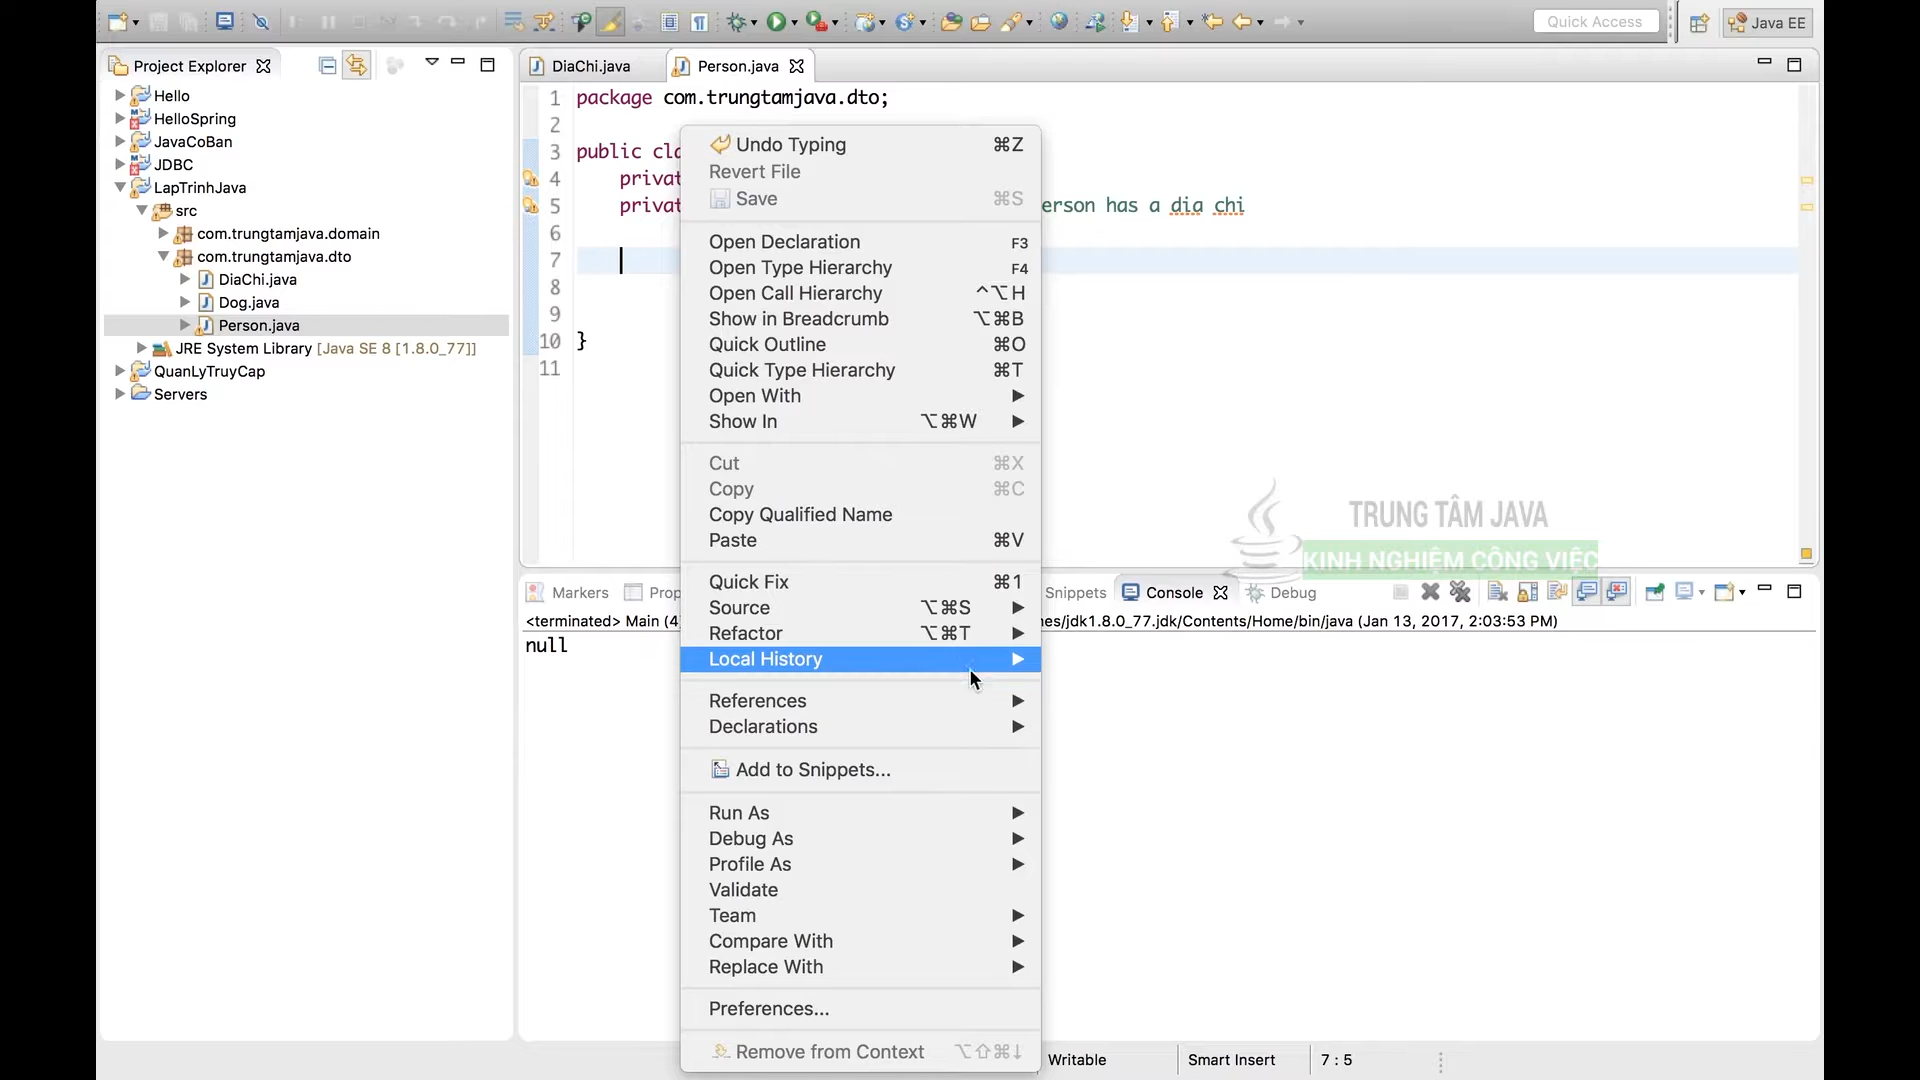 Quick Access
Java EE
Project Explorer
Hello
HelloSpring
JavaCoBan
JDBC
LapTrinhJava
src
com.trungtamjava.domain
com.trungtamjava.dto
DiaChi.java
Dog.java
Person.java
JRE System Library [Java SE 8 [1.8.0_77]]
QuanLyTruyCap
Servers
DiaChi.java
Person.java
1 package com.trungtamjava.dto;
2
3 public cla
4 privat
5 privat erson has a dia chi
6
7
8
9
10 }
11
Undo Typing ⌘Z
Revert File
Save ⌘S
Open Declaration F3
Open Type Hierarchy F4
Open Call Hierarchy ^⌥H
Show in Breadcrumb ⌥⌘B
Quick Outline ⌘O
Quick Type Hierarchy ⌘T
Open With
Show In ⌥⌘W
Cut ⌘X
Copy ⌘C
Copy Qualified Name
Paste ⌘V
Quick Fix ⌘1
Source ⌥⌘S
Refactor ⌥⌘T
Local History
References
Declarations
Add to Snippets...
Run As
Debug As
Profile As
Validate
Team
Compare With
Replace With
Preferences...
Remove from Context ⌥⇧⌘↓
TRUNG TÂM JAVA
KINH NGHIỆM CÔNG VIỆC
Markers
Prop
Snippets
Console
Debug
<terminated> Main (4 nes/jdk1.8.0_77.jdk/Contents/Home/bin/java (Jan 13, 2017, 2:03:53 PM)
null
Writable
Smart Insert
7 : 5